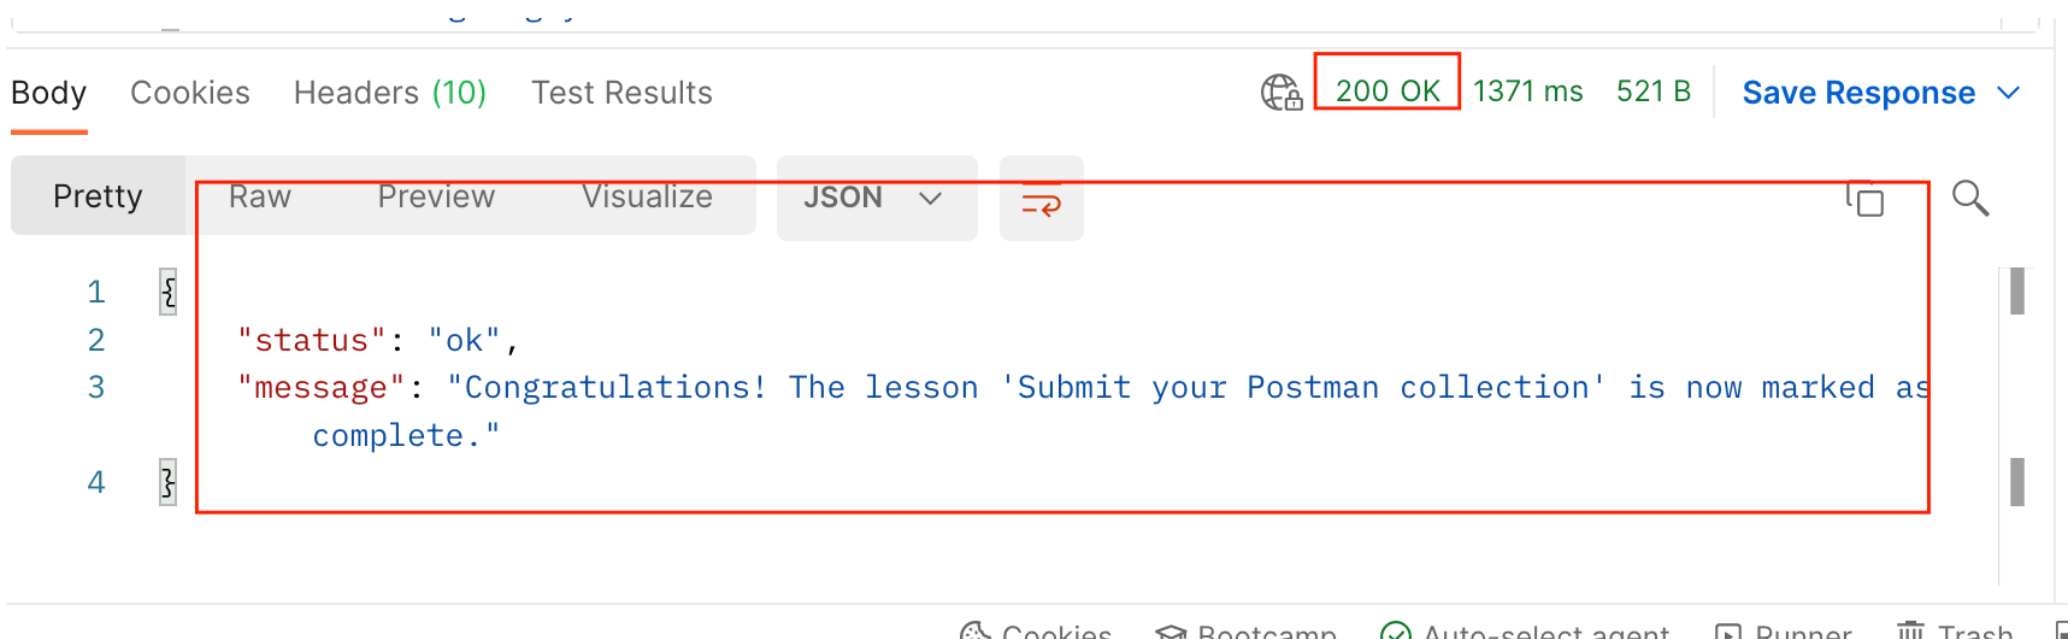 Body Cookies Headers (10) Test Results 200 OK 1371 ms 521 B Save Response
Pretty Raw Preview Visualize JSON
1 {
2 "status": "ok",
3 "message": "Congratulations! The lesson 'Submit your Postman collection' is now marked as
complete."
4 }
Cookies Bootcamp Auto-select agent Runner Trash